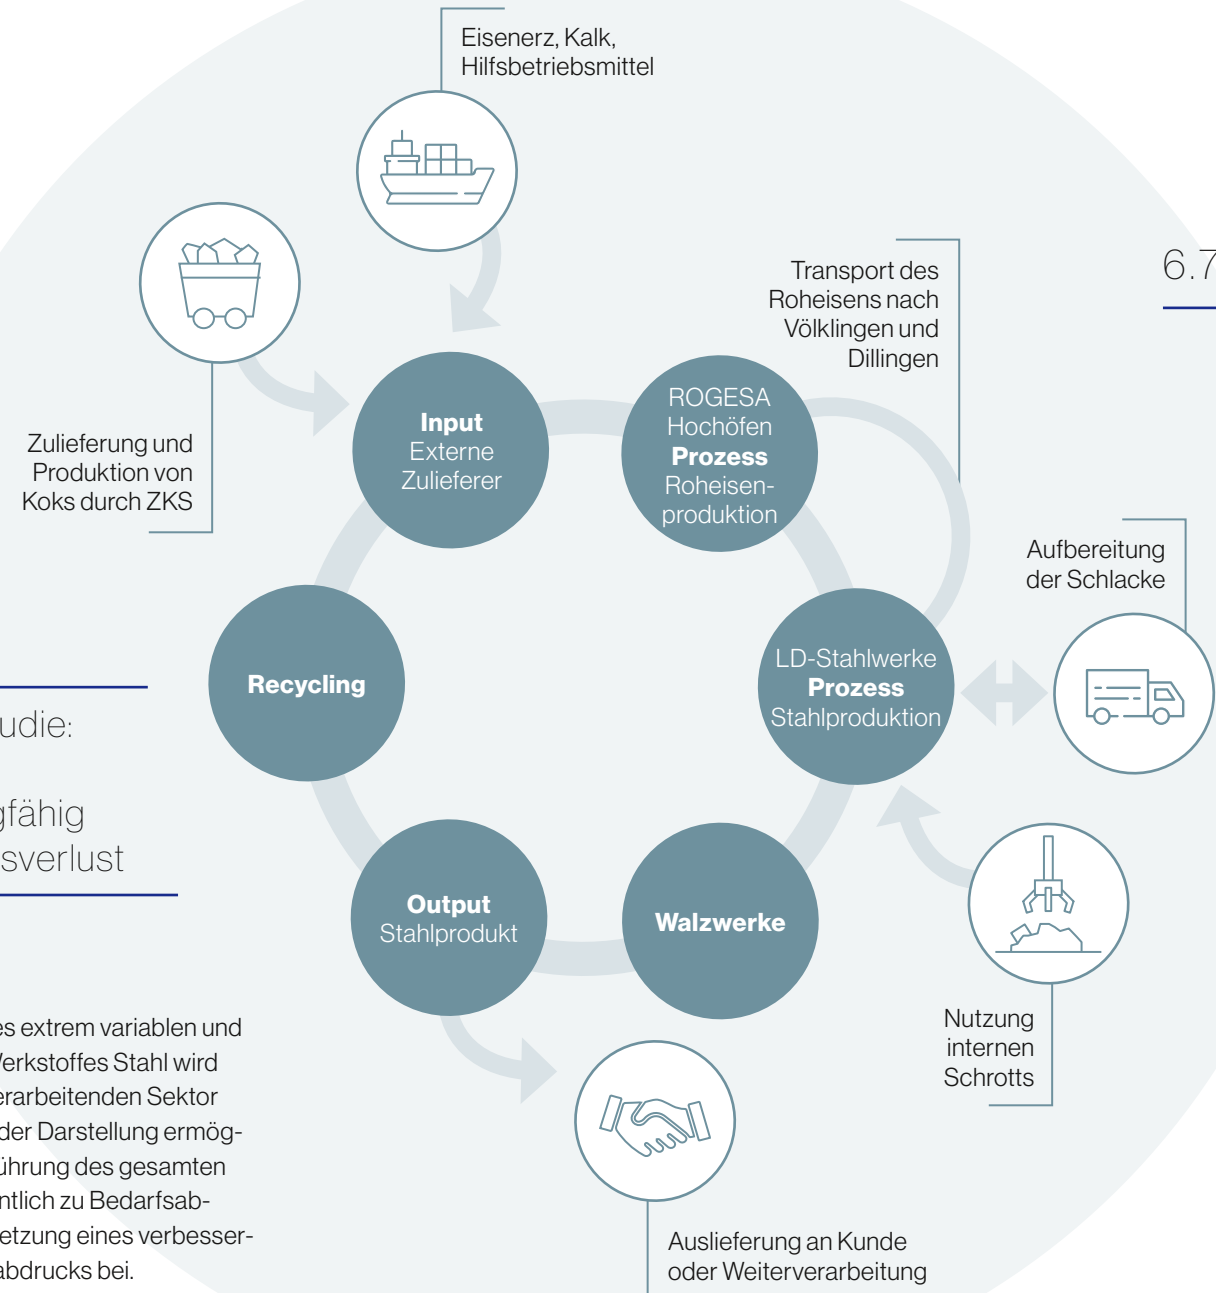 Eisenerz, Kalk,
Hilfsbetriebsmittel
Transport des
Roheisens nach
Völklingen und
Dillingen
6.7
Zulieferung und
Produktion von
Koks durch ZKS
Input
Externe
Zulieferer
ROGESA
Hochöfen
Prozess
Roheisen-
produktion
Aufbereitung
der Schlacke
LD-Stahlwerke
Prozess
Stahlproduktion
Recycling
udie:
gfähig
sverlust
Output
Stahlprodukt
Walzwerke
Nutzung
internen
Schrotts
es extrem variablen und
Werkstoffes Stahl wird
erarbeitenden Sektor
der Darstellung ermög-
ührung des gesamten
ntlich zu Bedarfsab-
etzung eines verbesser-
abdrucks bei.
Auslieferung an Kunde
oder Weiterverarbeitung